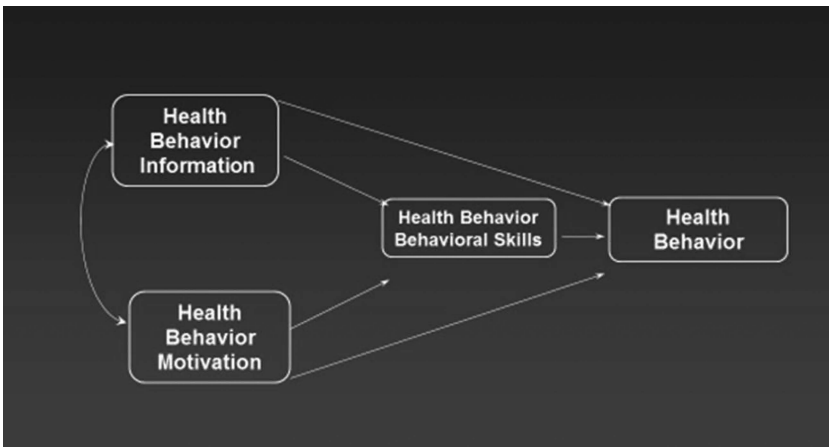 Health
Behavior
Information
Health Behavior
Behavioral Skills
Health
Behavior
Health
Behavior
Motivation